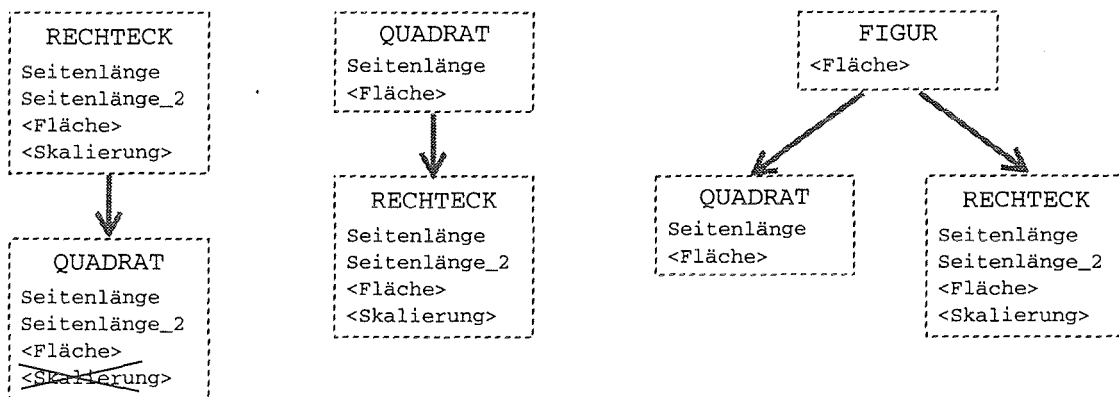 RECHTECK
Seitenlänge
Seitenlänge_2
<Fläche>
<Skalierung>
QUADRAT
Seitenlänge
Seitenlänge_2
<Fläche>
<Skalierung>
QUADRAT
Seitenlänge
<Fläche>
RECHTECK
Seitenlänge
Seitenlänge_2
<Fläche>
<Skalierung>
FIGUR
<Fläche>
QUADRAT
Seitenlänge
<Fläche>
RECHTECK
Seitenlänge
Seitenlänge_2
<Fläche>
<Skalierung>